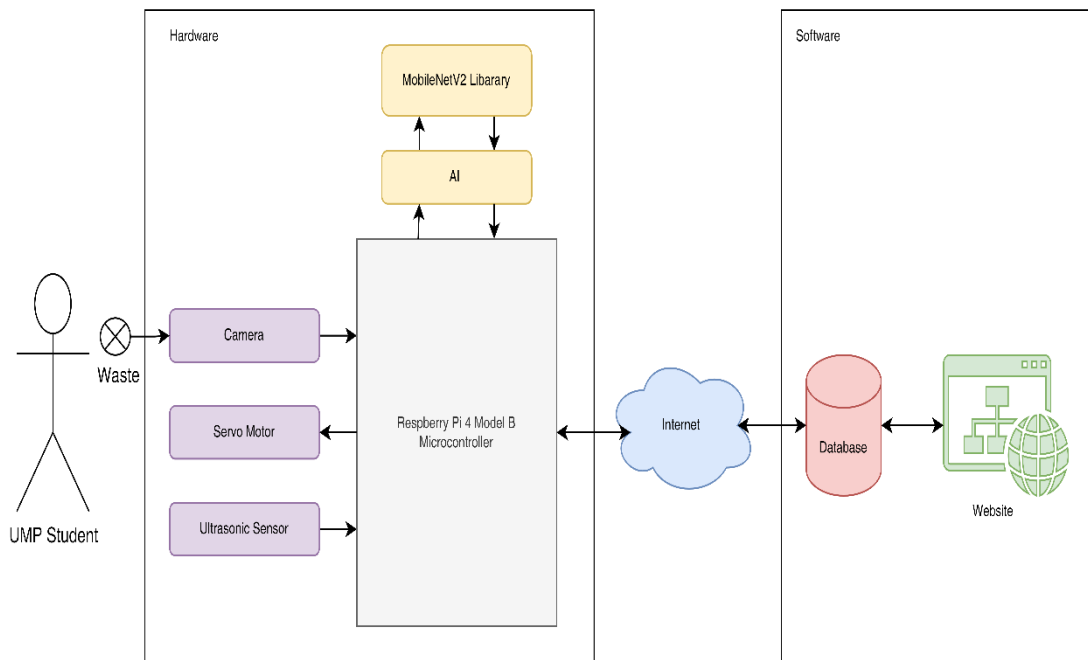 Hardware
Software
MobileNetV2 Libarary
AI
Camera
Waste
Servo Motor
Respberry Pi 4 Model B
Microcontroller
Internet
Database
Ultrasonic Sensor
UMP Student
Website